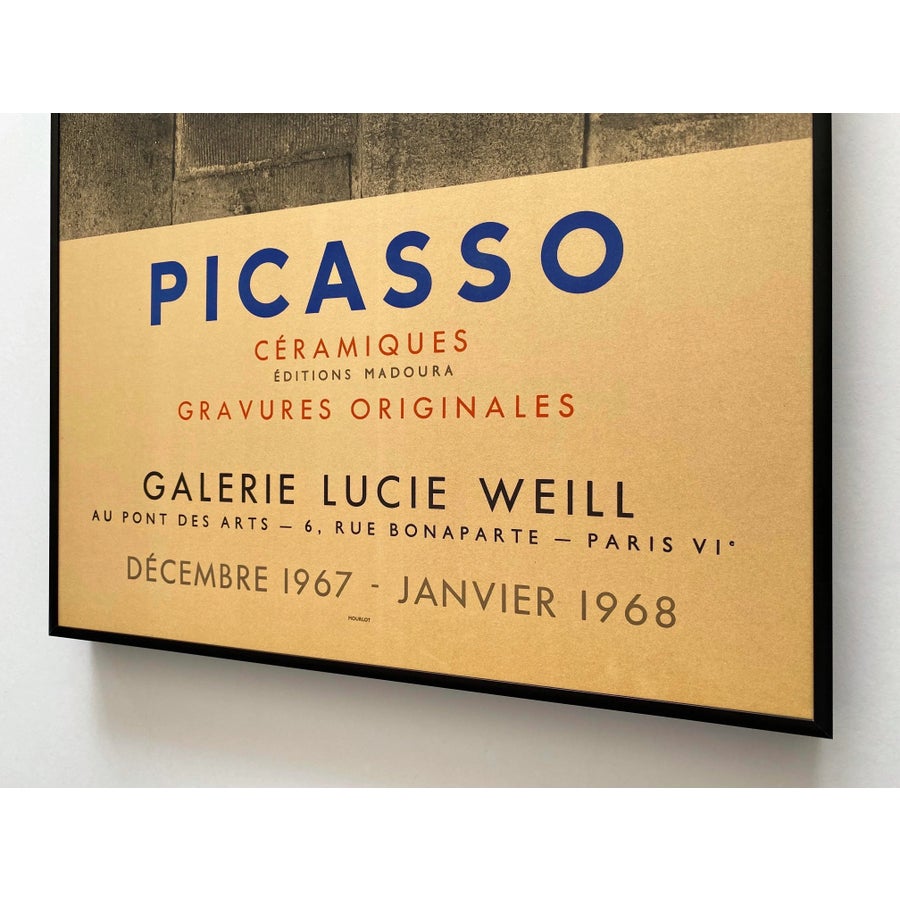 PICASSO
CÉRAMIQUES
ÉDITIONS MADOURA
GRAVURES ORIGINALES
GALERIE LUCIE WEILL
AU PONT DES ARTS – 6, RUE BONAPARTE – PARIS VIᵉ
DÉCEMBRE 1967 - JANVIER 1968
MOURLOT